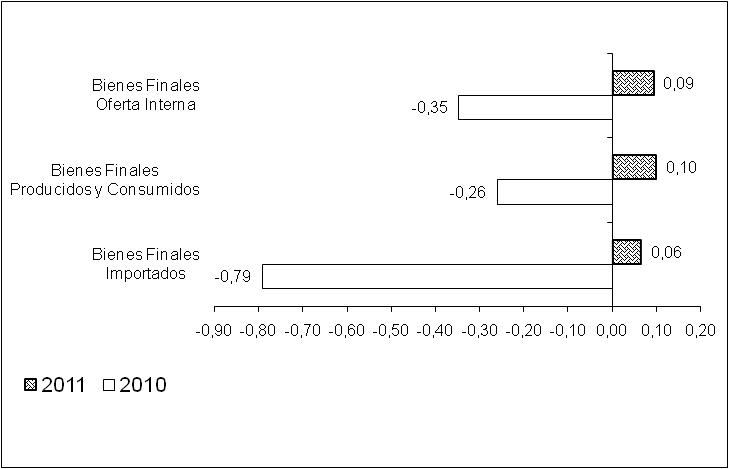 Bienes Finales
Oferta Interna
0,09
-0,35
Bienes Finales
Producidos y Consumidos
0,10
-0,26
Bienes Finales
Importados
0,06
-0,79
-0,90 -0,80 -0,70 -0,60 -0,50 -0,40 -0,30 -0,20 -0,10 0,00 0,10 0,20
2011 2010